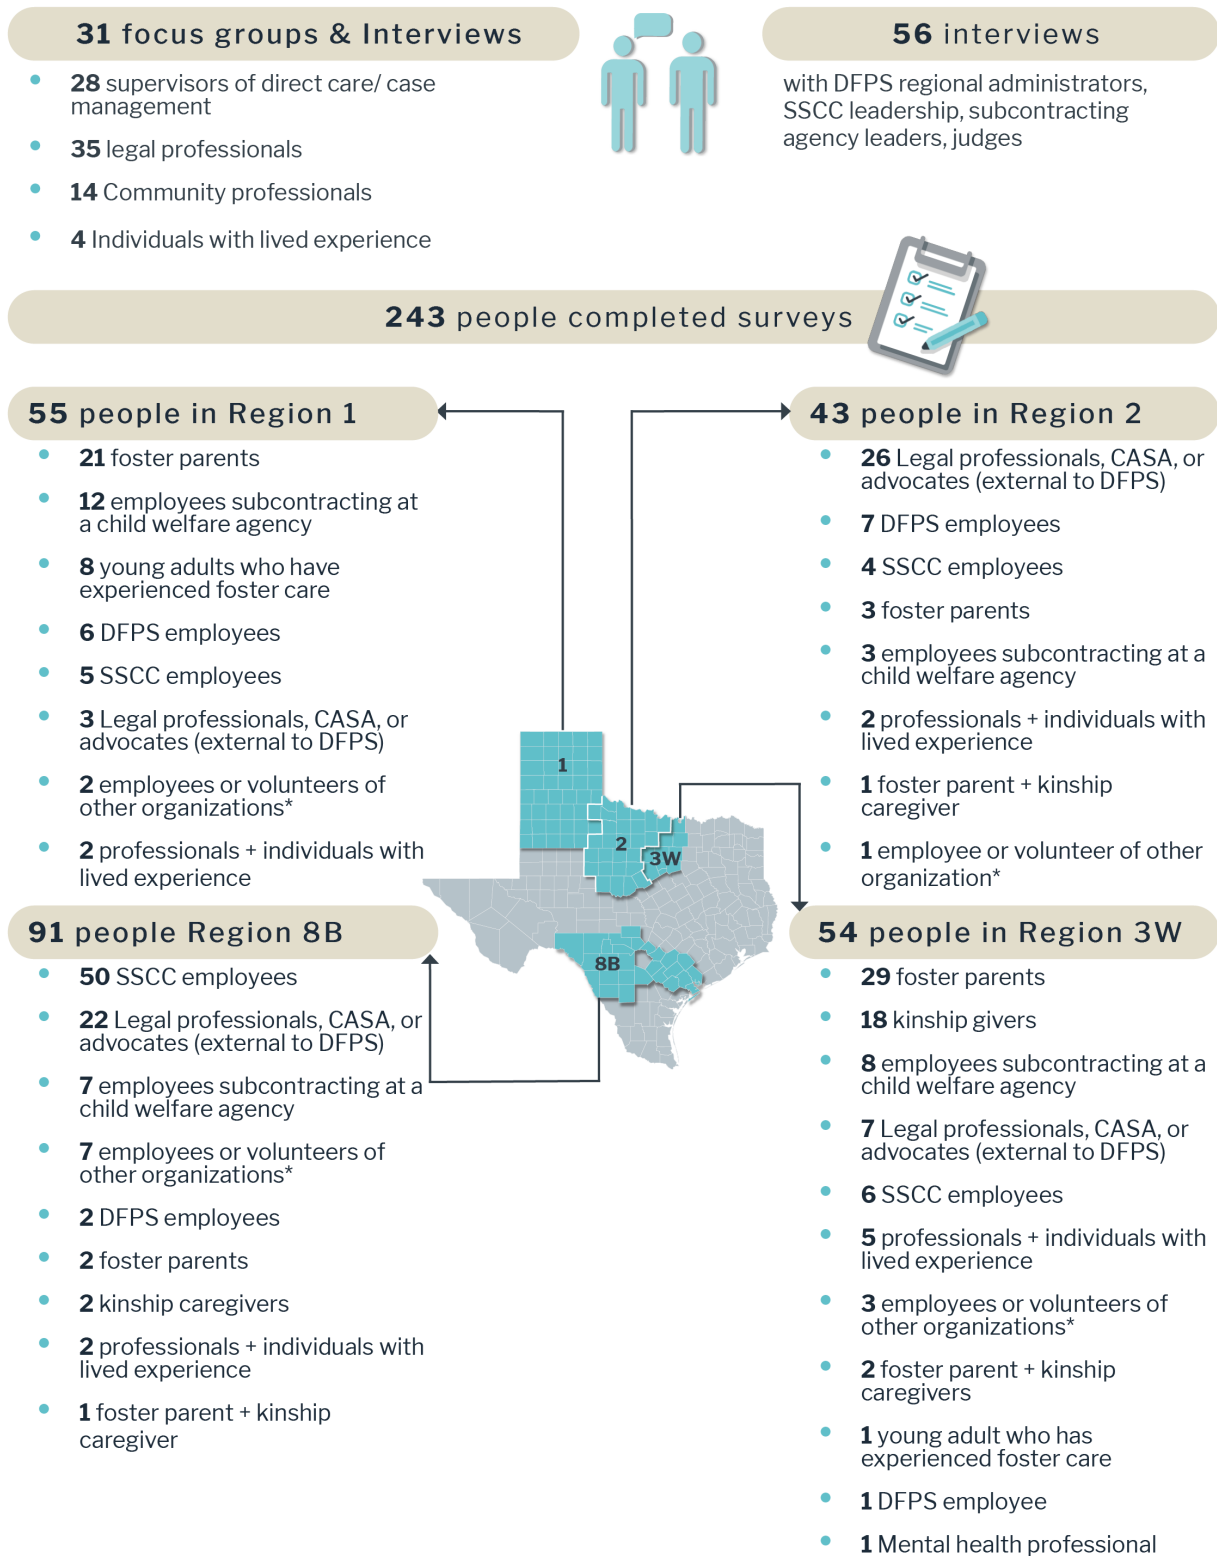 31 focus groups & Interviews
28 supervisors of direct care/ case
management
35 legal professionals
14 Community professionals
4 Individuals with lived experience
56 interviews
with DFPS regional administrators,
SSCC leadership, subcontracting
agency leaders, judges
243 people completed surveys
55 people in Region 1
21 foster parents
12 employees subcontracting at
a child welfare agency
8 young adults who have
experienced foster care
6 DFPS employees
5 SSCC employees
3 Legal professionals, CASA, or
advocates (external to DFPS)
2 employees or volunteers of
other organizations*
2 professionals + individuals with
lived experience
43 people in Region 2
26 Legal professionals, CASA, or
advocates (external to DFPS)
7 DFPS employees
4 SSCC employees
3 foster parents
3 employees subcontracting at a
child welfare agency
2 professionals + individuals with
lived experience
1 foster parent + kinship
caregiver
1 employee or volunteer of other
organization*
1
2
3W
8B
91 people Region 8B
50 SSCC employees
22 Legal professionals, CASA, or
advocates (external to DFPS)
7 employees subcontracting at a
child welfare agency
7 employees or volunteers of
other organizations*
2 DFPS employees
2 foster parents
2 kinship caregivers
2 professionals + individuals with
lived experience
1 foster parent + kinship
caregiver
54 people in Region 3W
29 foster parents
18 kinship givers
8 employees subcontracting at a
child welfare agency
7 Legal professionals, CASA, or
advocates (external to DFPS)
6 SSCC employees
5 professionals + individuals with
lived experience
3 employees or volunteers of
other organizations*
2 foster parent + kinship
caregivers
1 young adult who has
experienced foster care
1 DFPS employee
1 Mental health professional